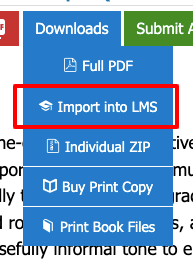 Downloads
Submit A
Full PDF
Import into LMS
Individual ZIP
Buy Print Copy
Print Book Files